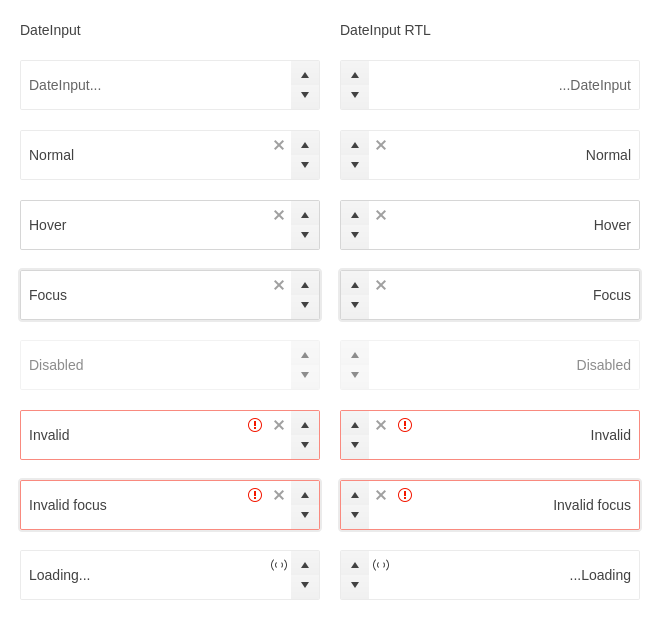 DateInput
DateInput RTL
DateInput...
...DateInput
Normal
Normal
Hover
Hover
Focus
Focus
Disabled
Disabled
Invalid
Invalid
Invalid focus
Invalid focus
Loading...
...Loading